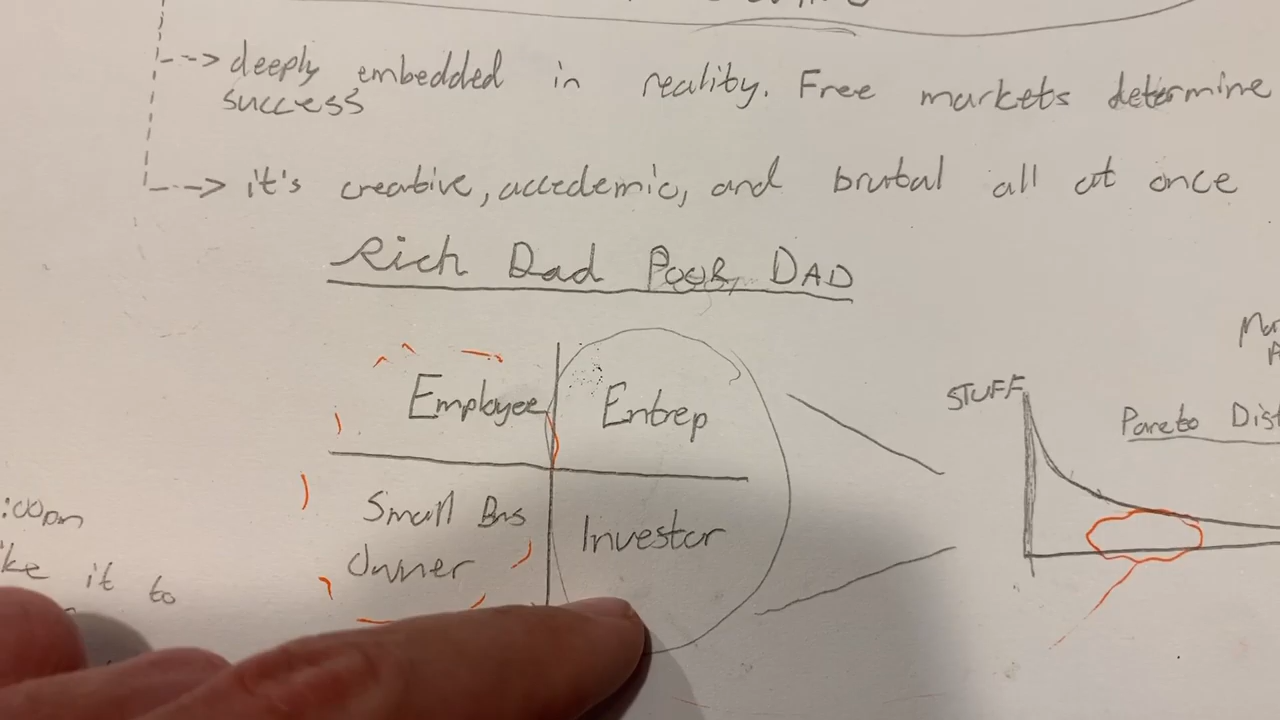 deeply embedded in reality. Free markets determine
success
it's creative, accedemic, and brutal all at once
Rich Dad Poor Dad
Employee
Entrep
Small Bns
Owner
Investor
STUFF
Pareto Dist
:00pm
ke it to